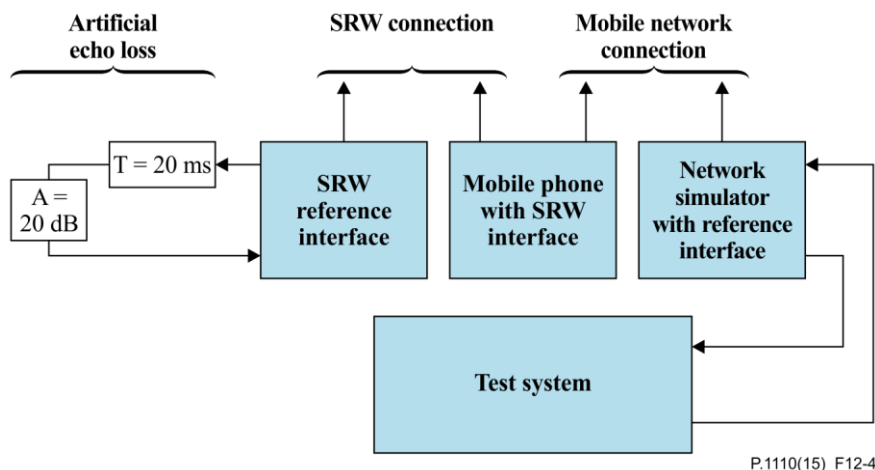 Artificial
echo loss
SRW connection
Mobile network
connection
T = 20 ms
A =
20 dB
SRW
reference
interface
Mobile phone
with SRW
interface
Network
simulator
with reference
interface
Test system
P.1110(15)_F12-4